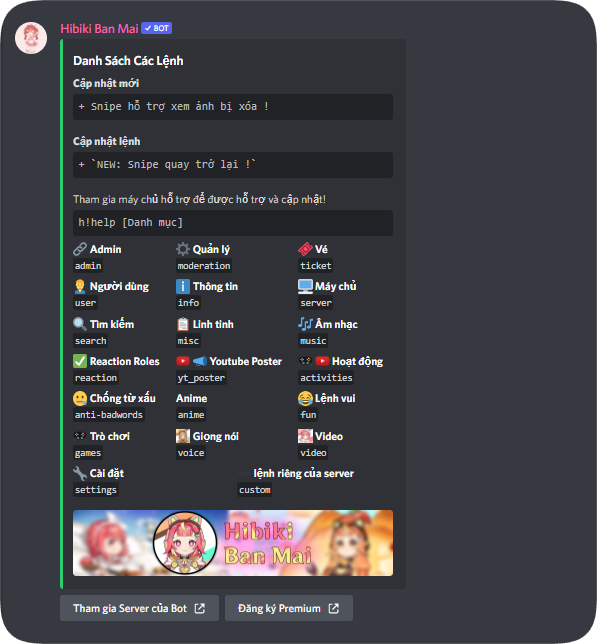 Hibiki Ban Mai ✓ BOT
Danh Sách Các Lệnh
Cập nhật mới
+ Snipe hỗ trợ xem ảnh bị xóa !
Cập nhật lệnh
+ `NEW: Snipe quay trở lại !`
Tham gia máy chủ hỗ trợ để được hỗ trợ và cập nhật!
h!help [Danh mục]
Admin Quản lý Vé
admin moderation ticket
Người dùng Thông tin Máy chủ
user info server
Tìm kiếm Linh tinh Âm nhạc
search misc music
Reaction Roles Youtube Poster Hoạt động
reaction yt_poster activities
Chống từ xấu Anime Lệnh vui
anti-badwords anime fun
Trò chơi Giọng nói Video
games voice video
Cài đặt lệnh riêng của server
settings custom
Hibiki
Ban Mai
Tham gia Server của Bot Đăng ký Premium